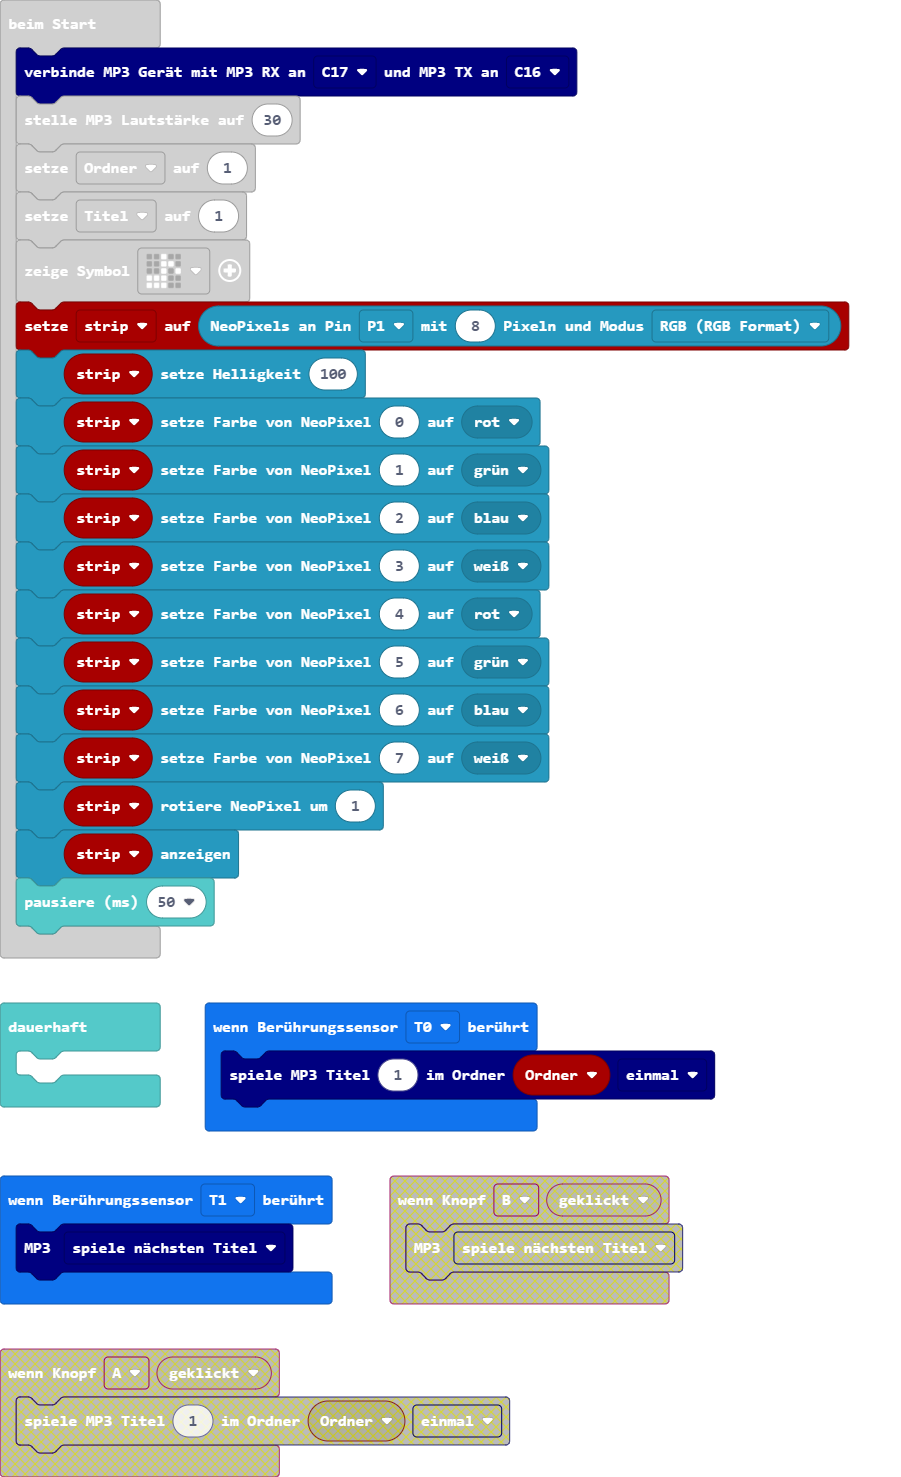 beim Start
verbinde MP3 Gerät mit MP3 RX an C17 und MP3 TX an C16
stelle MP3 Lautstärke auf 30
setze Ordner auf 1
setze Titel auf 1
zeige Symbol
setze strip auf NeoPixels an Pin P1 mit 8 Pixeln und Modus RGB (RGB Format)
strip setze Helligkeit 100
strip setze Farbe von NeoPixel 0 auf rot
strip setze Farbe von NeoPixel 1 auf grün
strip setze Farbe von NeoPixel 2 auf blau
strip setze Farbe von NeoPixel 3 auf weiß
strip setze Farbe von NeoPixel 4 auf rot
strip setze Farbe von NeoPixel 5 auf grün
strip setze Farbe von NeoPixel 6 auf blau
strip setze Farbe von NeoPixel 7 auf weiß
strip rotiere NeoPixel um 1
strip anzeigen
pausiere (ms) 50
dauerhaft
wenn Berührungssensor T0 berührt
spiele MP3 Titel 1 im Ordner Ordner einmal
wenn Berührungssensor T1 berührt
MP3 spiele nächsten Titel
wenn Knopf B geklickt
MP3 spiele nächsten Titel
wenn Knopf A geklickt
spiele MP3 Titel 1 im Ordner Ordner einmal